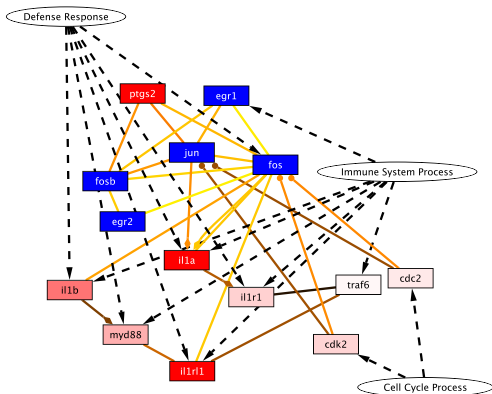 Defense Response
ptgs2
egr1
jun
fos
Immune System Process
fosb
egr2
il1a
il1b
il1r1
traf6
cdc2
myd88
cdk2
il1rl1
Cell Cycle Process